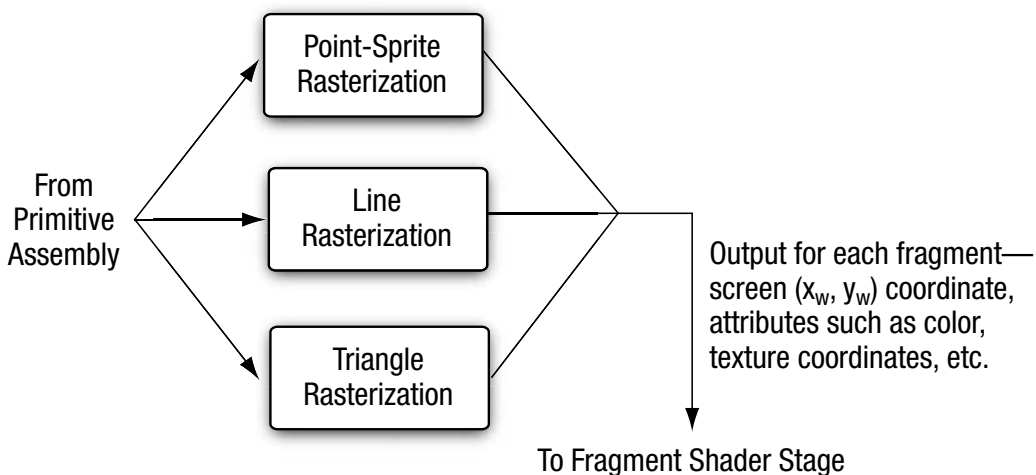 Point-Sprite
Rasterization
From
Primitive
Assembly
Line
Rasterization
Triangle
Rasterization
Output for each fragment—
screen (xw, yw) coordinate,
attributes such as color,
texture coordinates, etc.
To Fragment Shader Stage